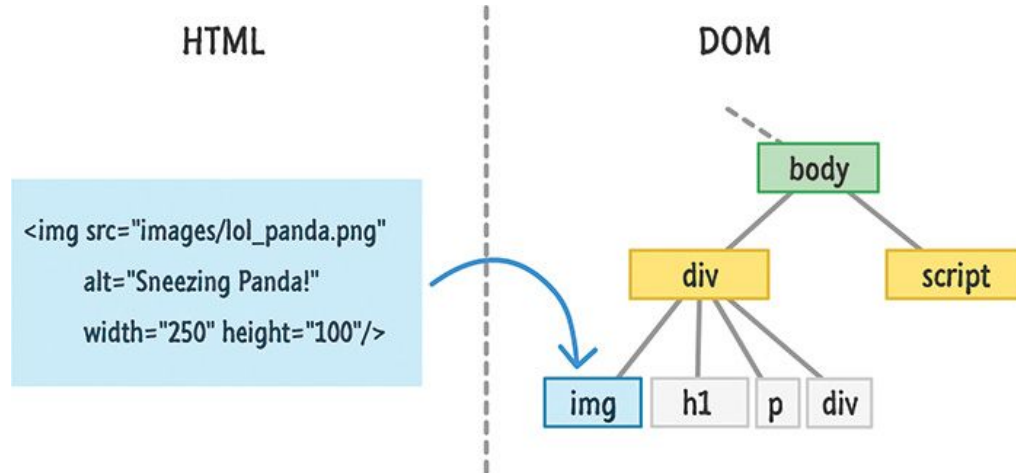 HTML
DOM
<img src="images/lol_panda.png"
alt="Sneezing Panda!"
width="250" height="100"/>
body
div
script
img
h1
p
div